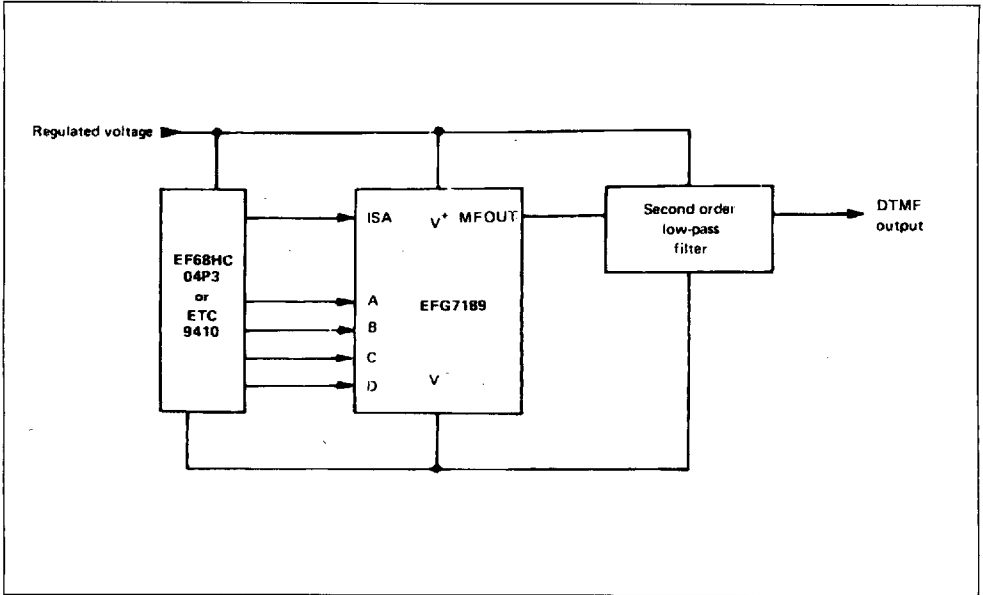 Regulated voltage
ISA
V+ MFOUT
Second order
low-pass
filter
DTMF
output
EF68HC
04P3
or
ETC
9410
A
EFG7189
B
C
V
D